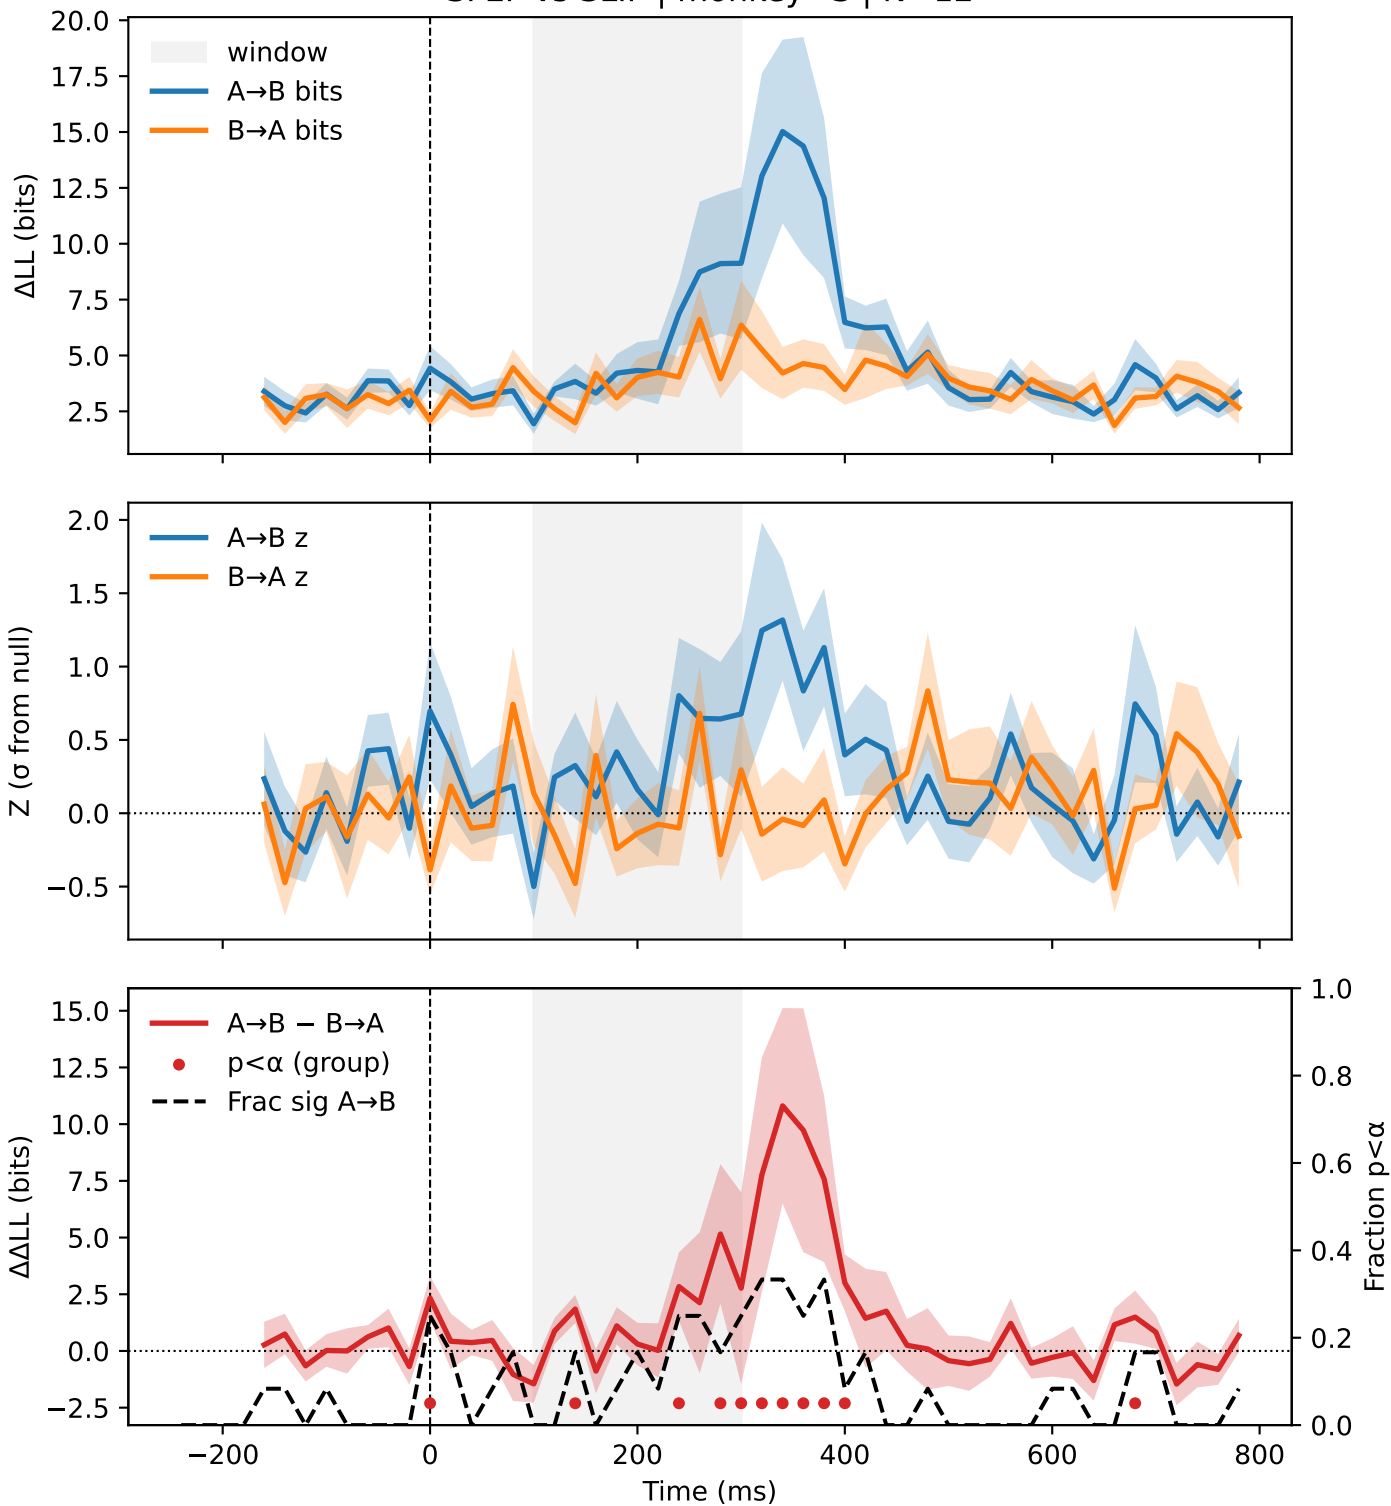 20.0
17.5
15.0
12.5
10.0
7.5
5.0
2.5
ΔLL (bits)
window
A→B bits
B→A bits
2.0
1.5
1.0
0.5
0.0
−0.5
Z (σ from null)
A→B z
B→A z
15.0
12.5
10.0
7.5
5.0
2.5
0.0
−2.5
ΔΔLL (bits)
A→B − B→A
p<α (group)
Frac sig A→B
1.0
0.8
0.6
0.4
0.2
0.0
Fraction p<α
−200
0
200
400
600
800
Time (ms)